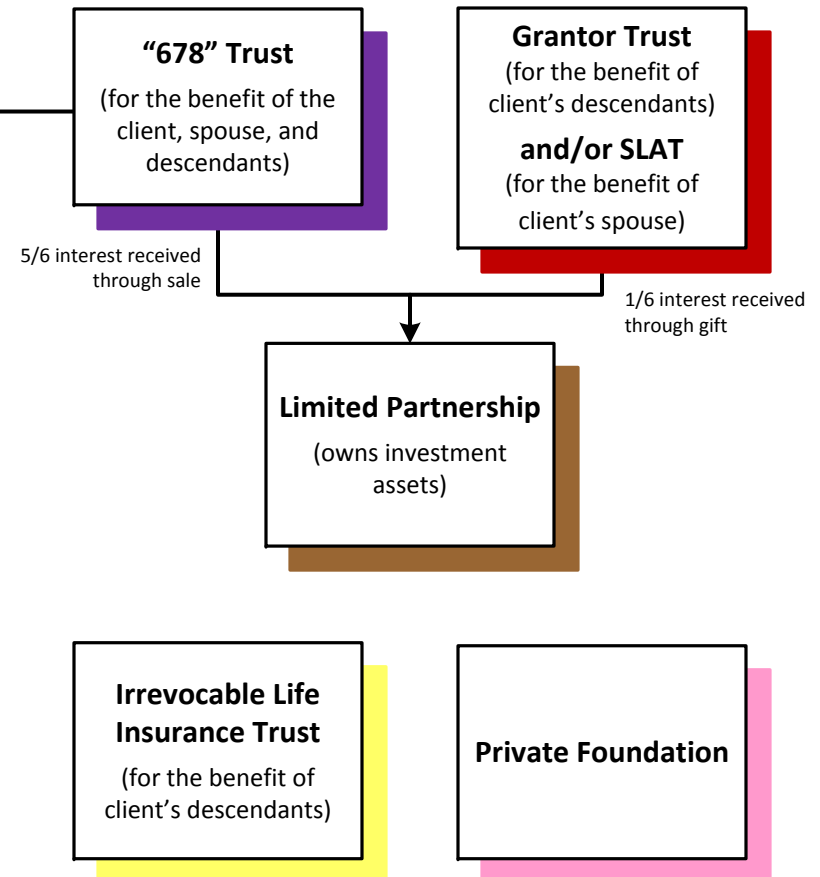 “678” Trust
(for the benefit of the
client, spouse, and
descendants)
Grantor Trust
(for the benefit of
client’s descendants)
and/or SLAT
(for the benefit of
client’s spouse)
5/6 interest received
through sale
1/6 interest received
through gift
Limited Partnership
(owns investment
assets)
Irrevocable Life
Insurance Trust
(for the benefit of
client’s descendants)
Private Foundation